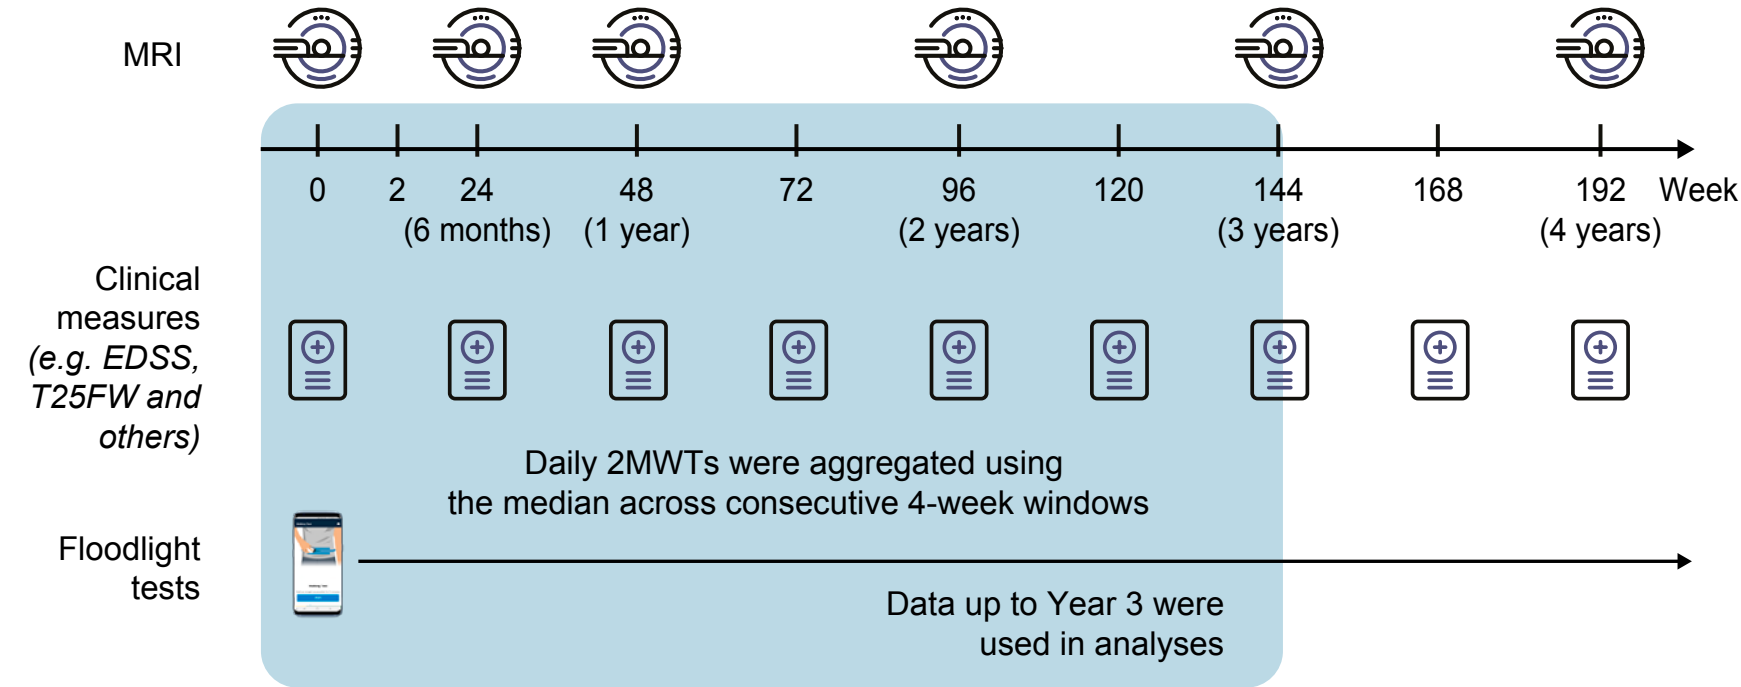 MRI
0 2 24 48 72 96 120 144 168 192 Week
(6 months) (1 year) (2 years) (3 years) (4 years)
Clinical
measures
(e.g. EDSS,
T25FW and
others)
Daily 2MWTs were aggregated using
the median across consecutive 4-week windows
Floodlight
tests
Data up to Year 3 were
used in analyses